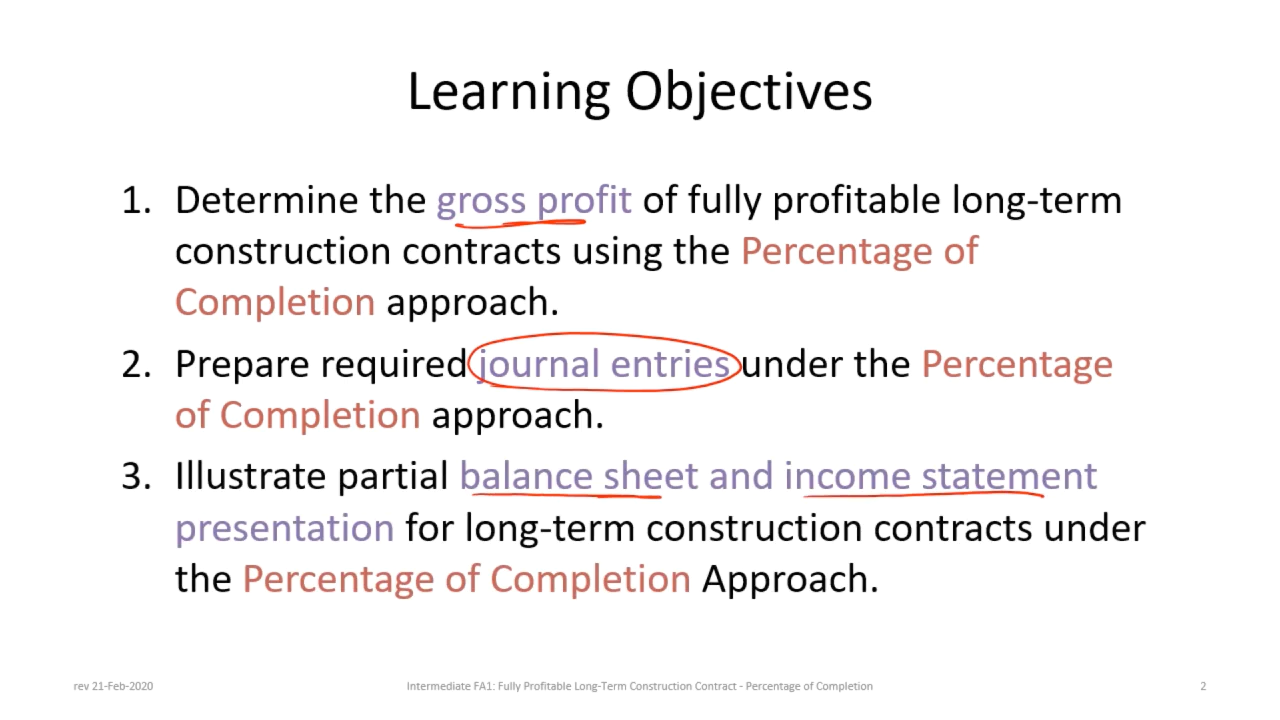 Learning Objectives
1. Determine the gross profit of fully profitable long-term
construction contracts using the Percentage of
Completion approach.
2. Prepare required journal entries under the Percentage
of Completion approach.
3. Illustrate partial balance sheet and income statement
presentation for long-term construction contracts under
the Percentage of Completion Approach.
rev 21-Feb-2020
Intermediate FA1: Fully Profitable Long-Term Construction Contract - Percentage of Completion
2